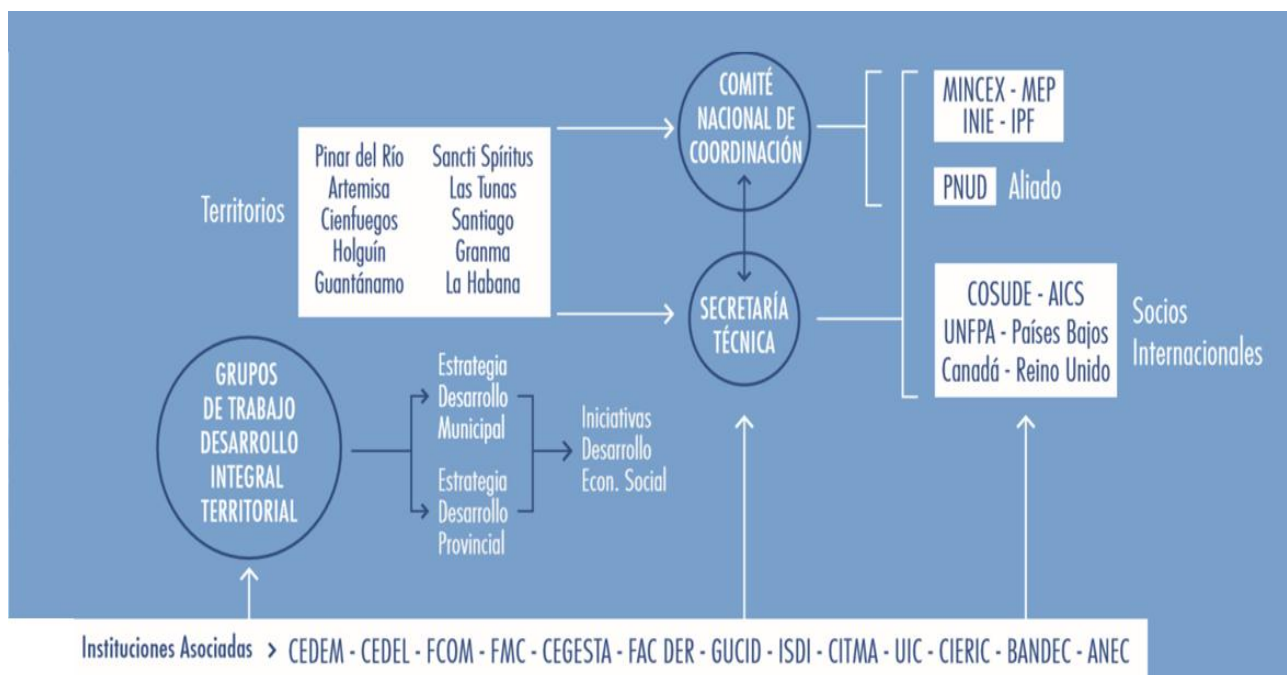 COMITÉ
NACIONAL DE
COORDINACIÓN
MINCEX - MEP
INIE - IPF
PNUD Aliado
Territorios
Pinar del Río
Artemisa
Cienfuegos
Holguín
Guantánamo
Sancti Spíritus
Las Tunas
Santiago
Granma
La Habana
SECRETARÍA
TÉCNICA
COSUDE - AICS
UNFPA - Países Bajos
Canadá - Reino Unido
Socios
Internacionales
GRUPOS
DE TRABAJO
DESARROLLO
INTEGRAL
TERRITORIAL
Estrategia
Desarrollo
Municipal
Estrategia
Desarrollo
Provincial
Iniciativas
Desarrollo
Econ. Social
Instituciones Asociadas > CEDEM - CEDEL - FCOM - FMC - CEGESTA - FAC DER - GUCID - ISDI - CITMA - UIC - CIERIC - BANDEC - ANEC